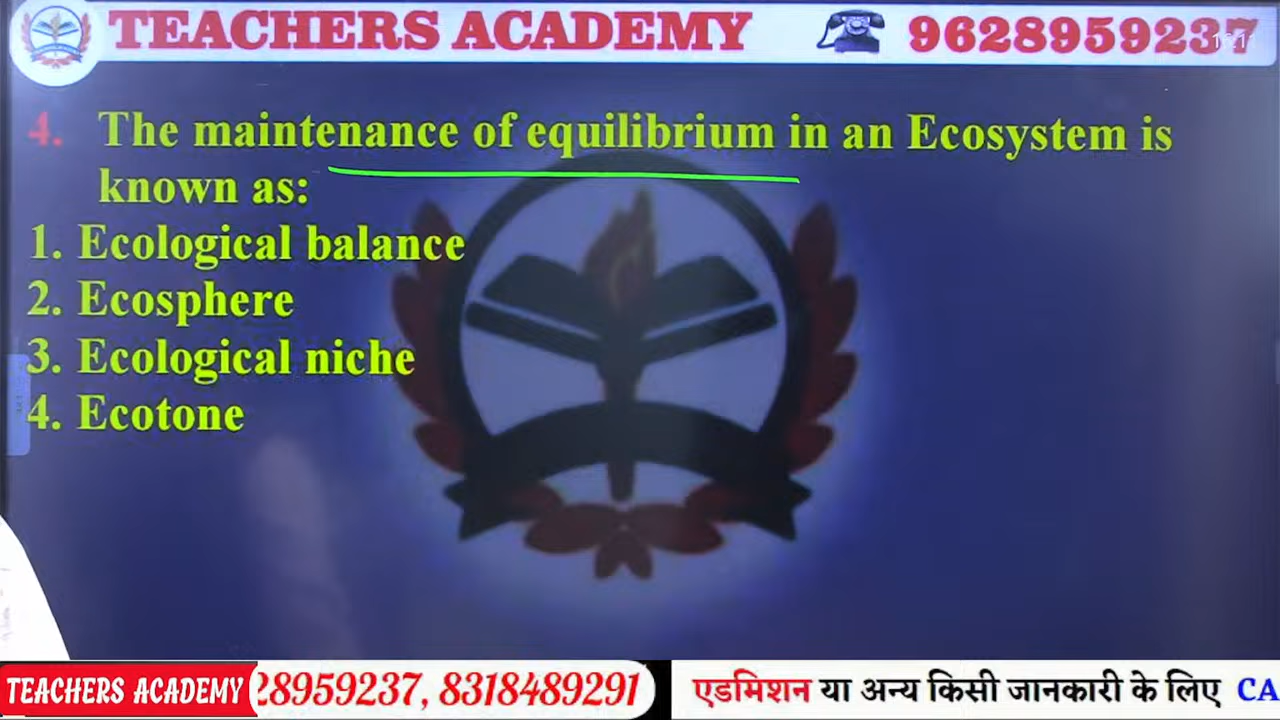 TEACHERS ACADEMY 9628959237
4. The maintenance of equilibrium in an Ecosystem is
known as:
1. Ecological balance
2. Ecosphere
3. Ecological niche
4. Ecotone
TEACHERS ACADEMY 28959237, 8318489291 एडमिशन या अन्य किसी जानकारी के लिए CA